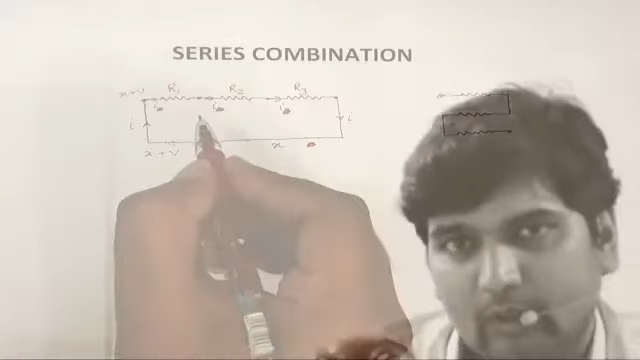 SERIES COMBINATION
x+V R₁ R₂ R₃
i i i
i i
x+V x